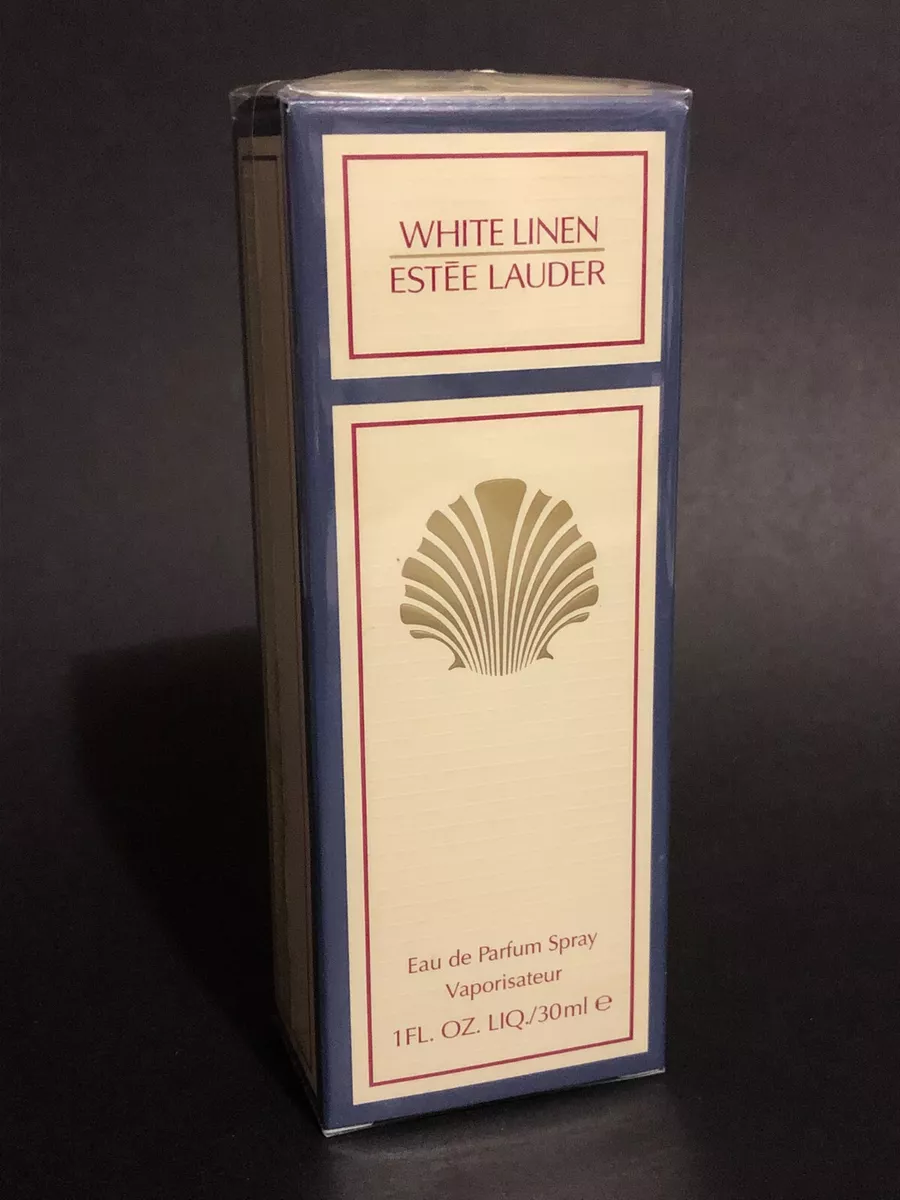 WHITE LINEN
ESTĒE LAUDER
Eau de Parfum Spray
Vaporisateur
1FL. OZ. LIQ./30ml ℮